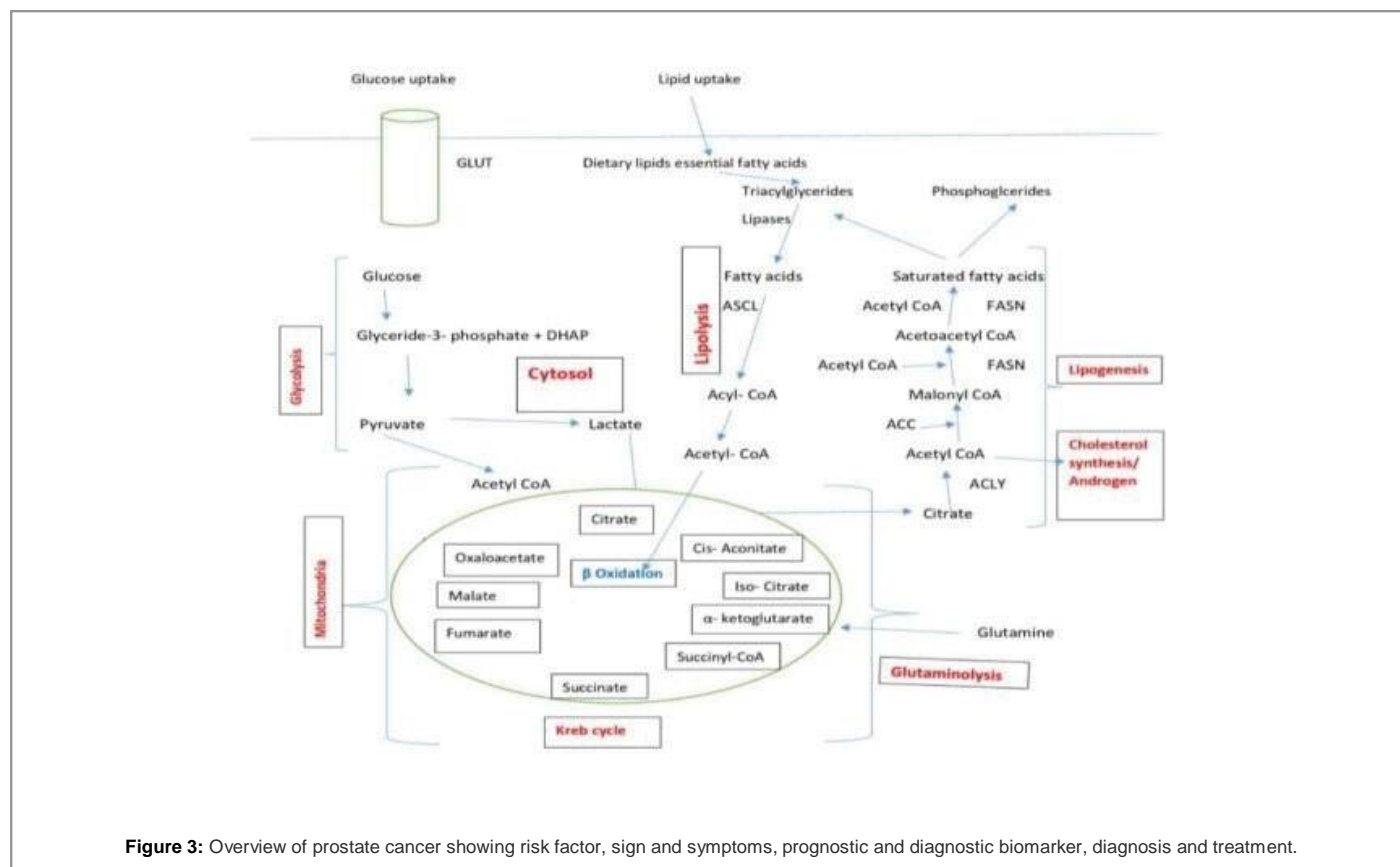 Glucose uptake
Lipid uptake
GLUT
Dietary lipids essential fatty acids
Triacylglycerides
Phosphoglcerides
Lipases
Glucose
Lipolysis
Fatty acids
Saturated fatty acids
ASCL
Acetyl CoA
FASN
Glycolysis
Glyceride-3- phosphate + DHAP
Acetoacetyl CoA
Cytosol
Acetyl CoA
FASN
Lipogenesis
Acyl- CoA
Malonyl CoA
Pyruvate
Lactate
ACC
Acetyl- CoA
Acetyl CoA
Cholesterol
synthesis/
Androgen
Acetyl CoA
ACLY
Citrate
Citrate
Mitochondria
Oxaloacetate
Cis- Aconitate
β Oxidation
Iso- Citrate
Malate
α- ketoglutarate
Fumarate
Glutamine
Succinyl-CoA
Glutaminolysis
Succinate
Kreb cycle
Figure 3: Overview of prostate cancer showing risk factor, sign and symptoms, prognostic and diagnostic biomarker, diagnosis and treatment.